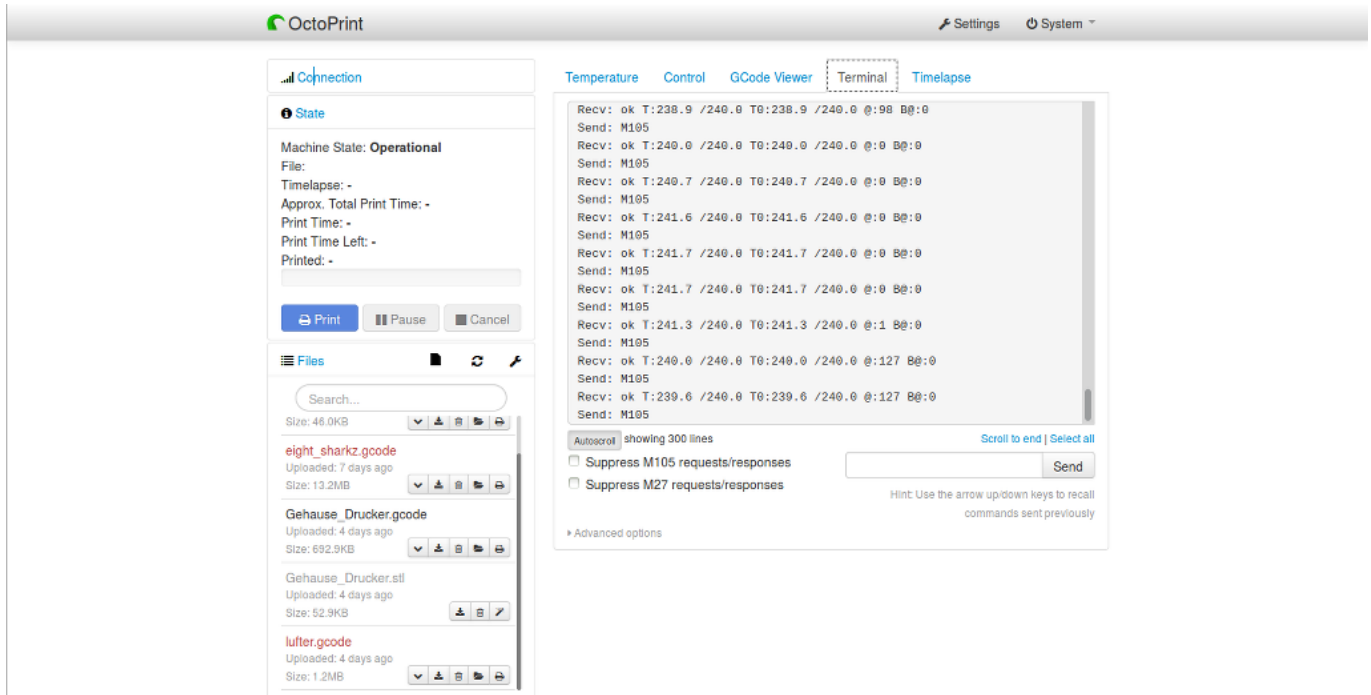 OctoPrint
Settings System
Connection
State
Machine State: Operational
File:
Timelapse: -
Approx. Total Print Time: -
Print Time: -
Print Time Left: -
Printed: -
Print Pause Cancel
Files
Search...
Size: 46.0KB
eight_sharkz.gcode
Uploaded: 7 days ago
Size: 13.2MB
Gehause_Drucker.gcode
Uploaded: 4 days ago
Size: 692.9KB
Gehause_Drucker.stl
Uploaded: 4 days ago
Size: 52.9KB
lufter.gcode
Uploaded: 4 days ago
Size: 1.2MB
Temperature Control GCode Viewer Terminal Timelapse
Recv: ok T:238.9 /240.0 T0:238.9 /240.0 @:98 B@:0
Send: M105
Recv: ok T:240.0 /240.0 T0:240.0 /240.0 @:0 B@:0
Send: M105
Recv: ok T:240.7 /240.0 T0:240.7 /240.0 @:0 B@:0
Send: M105
Recv: ok T:241.6 /240.0 T0:241.6 /240.0 @:0 B@:0
Send: M105
Recv: ok T:241.7 /240.0 T0:241.7 /240.0 @:0 B@:0
Send: M105
Recv: ok T:241.7 /240.0 T0:241.7 /240.0 @:0 B@:0
Send: M105
Recv: ok T:241.3 /240.0 T0:241.3 /240.0 @:1 B@:0
Send: M105
Recv: ok T:240.0 /240.0 T0:240.0 /240.0 @:127 B@:0
Send: M105
Recv: ok T:239.6 /240.0 T0:239.6 /240.0 @:127 B@:0
Send: M105
Autoscroll showing 300 lines Scroll to end | Select all
Suppress M105 requests/responses
Send
Suppress M27 requests/responses
Hint: Use the arrow up/down keys to recall
commands sent previously
Advanced options